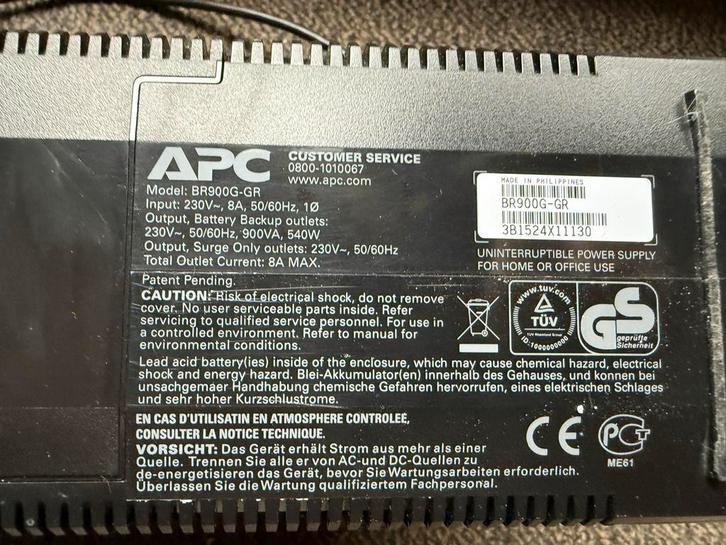 APC
CUSTOMER SERVICE
0800-1010067
www.apc.com
Model: BR900G-GR
Input: 230V~, 8A, 50/60Hz, 1Ø
Output, Battery Backup outlets:
230V~, 50/60Hz, 900VA, 540W
Output, Surge Only outlets: 230V~, 50/60Hz
Total Outlet Current: 8A MAX.
MADE IN PHILIPPINES
BR900G-GR
3B1524X11130
UNINTERRUPTIBLE POWER SUPPLY
FOR HOME OR OFFICE USE
Patent Pending.
CAUTION: Risk of electrical shock, do not remove
cover. No user serviceable parts inside. Refer
servicing to qualified service personnel. For use in
a controlled environment. Refer to manual for
environmental conditions.
www.tuv.com
TÜV
TUV Rheinland Group
ID:1000000000
GS
geprüfte
Sicherheit
Lead acid battery(ies) inside of the enclosure, which may cause chemical hazard, electrical
shock and energy hazard. Blei-Akkumulator(en) innerhalb des Gehauses, und konnen bei
unsachgemaer Handhabung chemische Gefahren hervorrufen, eines elektrischen Schlages
und sehr hoher Kurzschlustrome.
EN CAS D'UTILISATIN EN ATMOSPHERE CONTROLEE,
CONSULTER LA NOTICE TECHNIQUE.
VORSICHT: Das Gerät erhält Strom aus mehr als einer
Quelle. Trennen Sie alle er von AC-und DC-Quellen zu
de-energetisieren das Gerät, bevor Sie Wartungsarbeiten erforderlich.
Überlassen Sie die Wartung qualifiziertem Fachpersonal.
CE
PCT
ME61